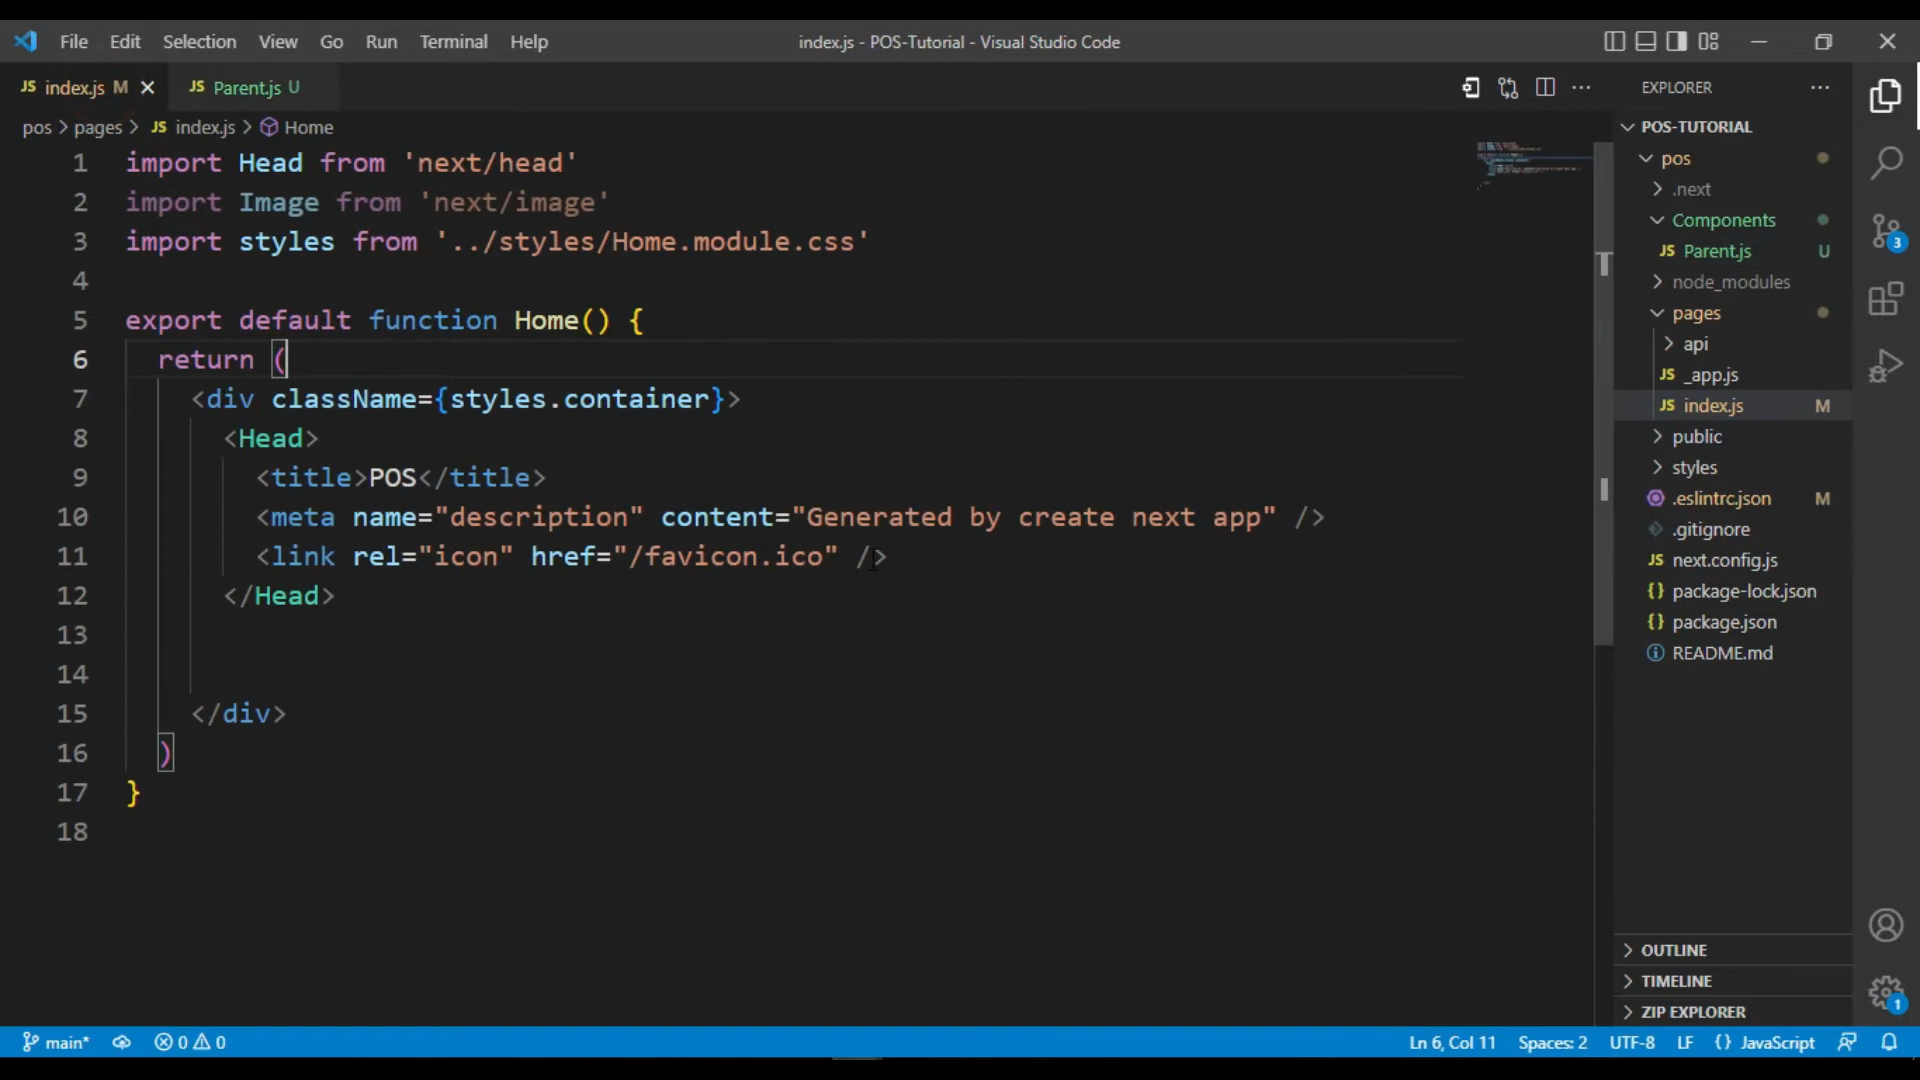 File Edit Selection View Go Run Terminal Help
index.js - POS-Tutorial - Visual Studio Code
JS index.js M
JS Parent.js U
EXPLORER
pos > pages > JS index.js > Home
1 import Head from 'next/head'
2 import Image from 'next/image'
3 import styles from '../styles/Home.module.css'
4
5 export default function Home() {
6 return (
7 <div className={styles.container}>
8 <Head>
9 <title>POS</title>
10 <meta name="description" content="Generated by create next app" />
11 <link rel="icon" href="/favicon.ico" />
12 </Head>
13
14
15 </div>
16 )
17 }
18
POS-TUTORIAL
pos
.next
Components
JS Parent.js U
node_modules
pages
api
JS _app.js
JS index.js M
public
styles
.eslintrc.json M
.gitignore
JS next.config.js
{} package-lock.json
{} package.json
README.md
OUTLINE
TIMELINE
ZIP EXPLORER
3
1
main* 0 0
Ln 6, Col 11 Spaces: 2 UTF-8 LF {} JavaScript